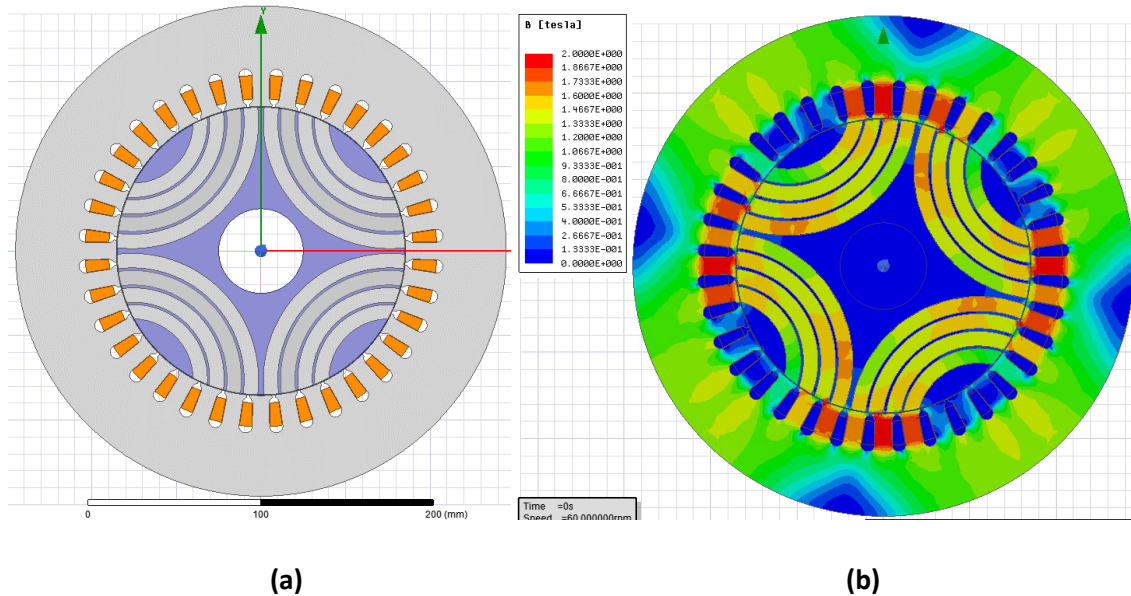 Y
0
100
200 (mm)
B [tesla]
2.0000E+000
1.8667E+000
1.7333E+000
1.6000E+000
1.4667E+000
1.3333E+000
1.2000E+000
1.0667E+000
9.3333E-001
8.0000E-001
6.6667E-001
5.3333E-001
4.0000E-001
2.6667E-001
1.3333E-001
0.0000E+000
Time =0s
Speed =60.000000rpm
(a)
(b)